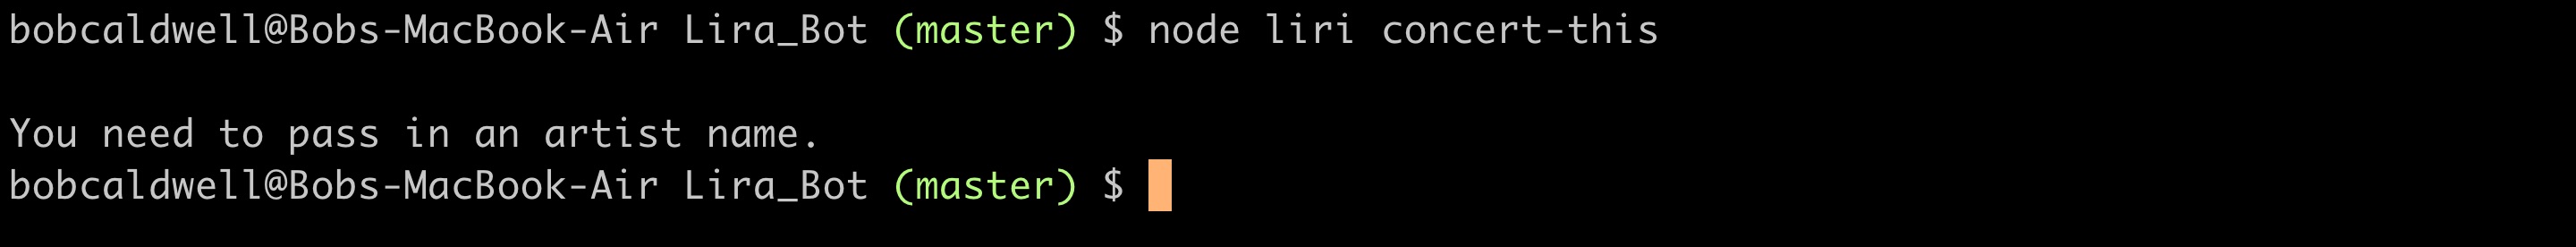 bobcaldwell@Bobs-MacBook-Air Lira_Bot (master) $ node liri concert-this
You need to pass in an artist name.
bobcaldwell@Bobs-MacBook-Air Lira_Bot (master) $